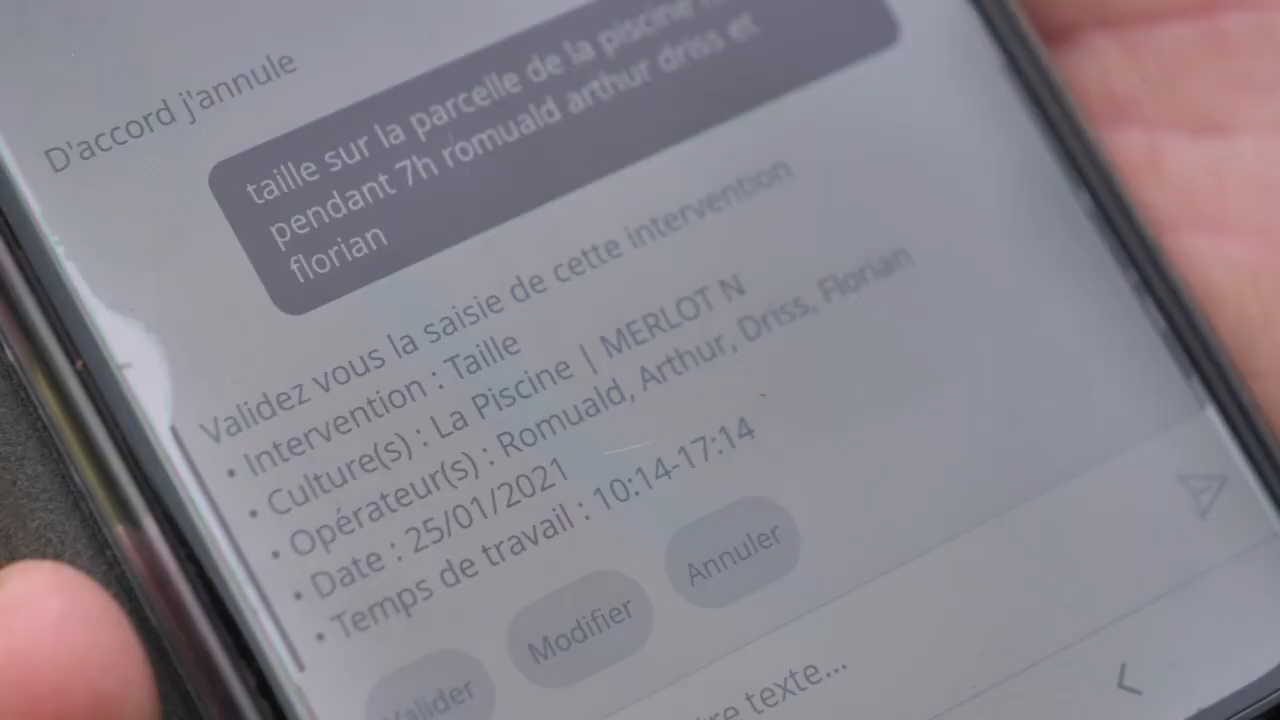 D'accord j'annule
taille sur la parcelle de la piscine
pendant 7h romuald arthur driss et
florian
Validez vous la saisie de cette intervention
• Intervention : Taille
• Culture(s) : La Piscine | MERLOT N
• Opérateur(s) : Romuald, Arthur, Driss, Florian
• Date : 25/01/2021
• Temps de travail : 10:14-17:14
Valider Modifier Annuler
texte...